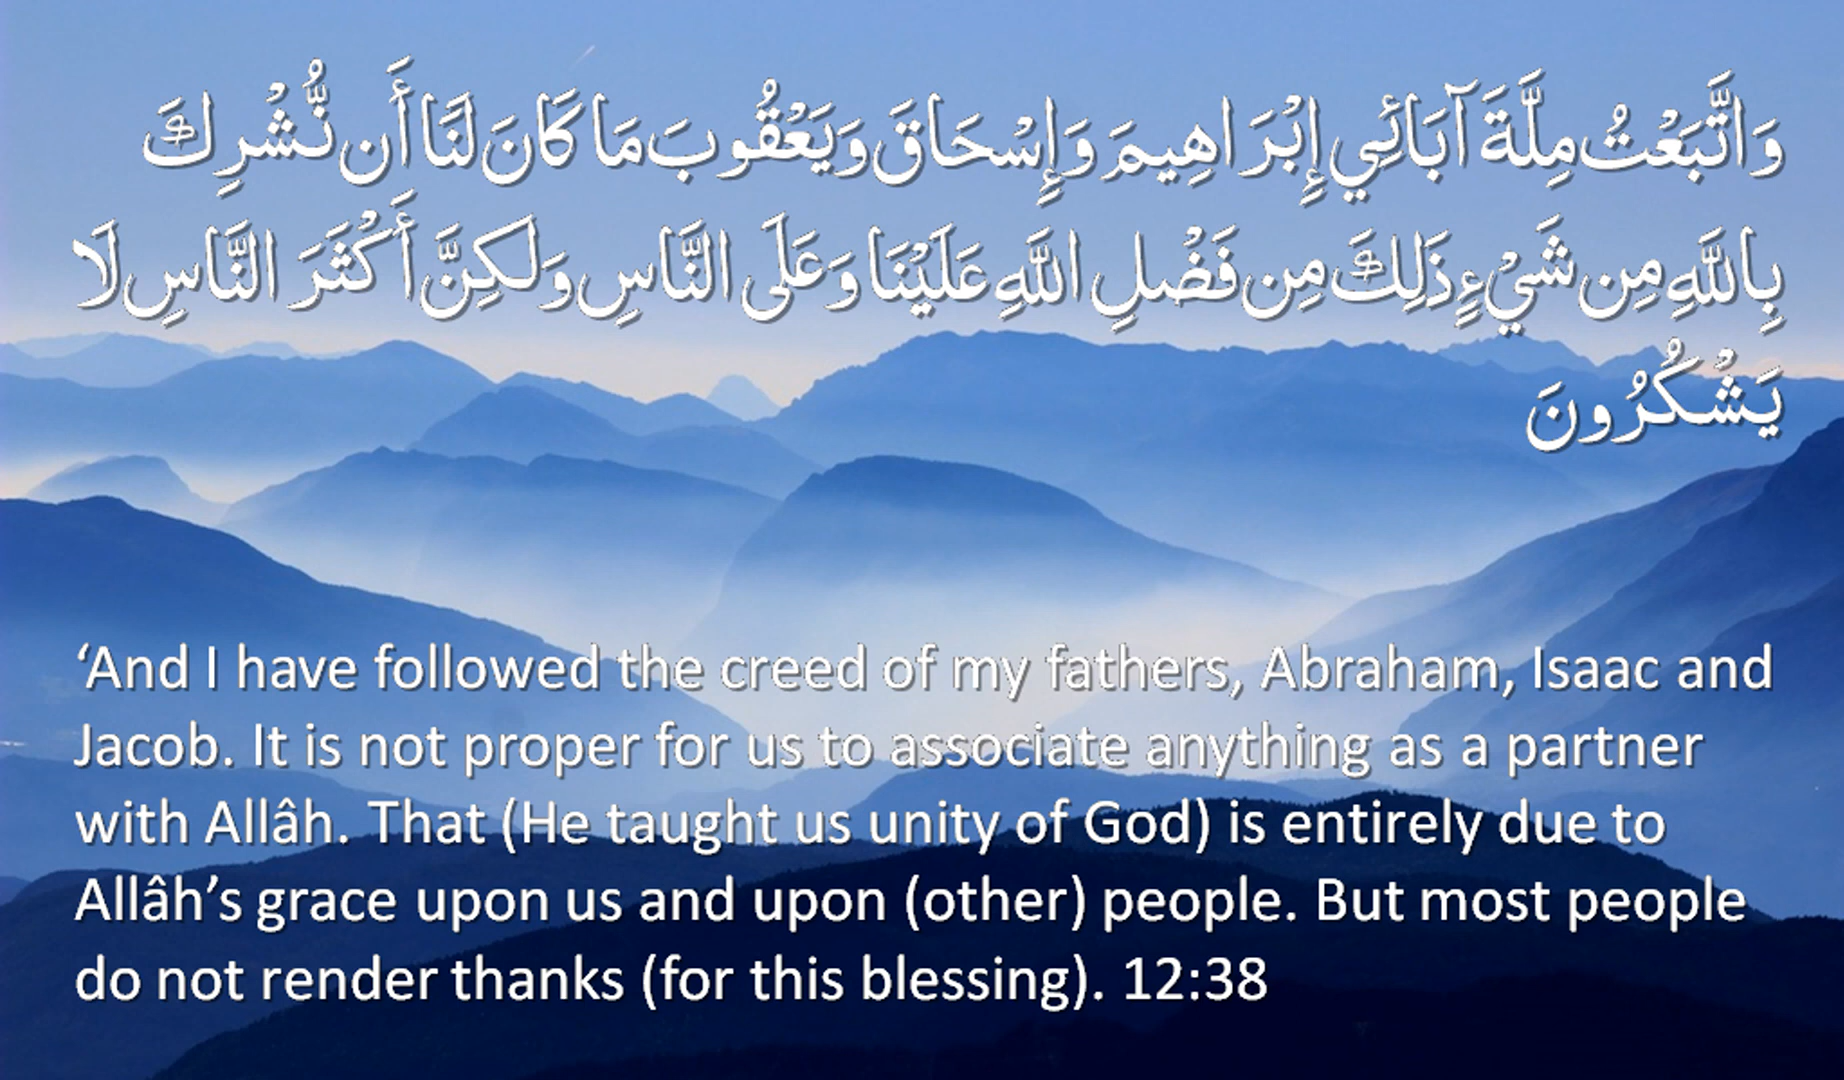 وَاتَّبَعْتُ مِلَّةَ آبَائِي إِبْرَاهِيمَ وَإِسْحَاقَ وَيَعْقُوبَ مَا كَانَ لَنَا أَن نُّشْرِكَ
بِاللَّهِ مِن شَيْءٍ ذَلِكَ مِن فَضْلِ اللَّهِ عَلَيْنَا وَعَلَى النَّاسِ وَلَكِنَّ أَكْثَرَ النَّاسِ لَا
يَشْكُرُونَ
‘And I have followed the creed of my fathers, Abraham, Isaac and
Jacob. It is not proper for us to associate anything as a partner
with Allâh. That (He taught us unity of God) is entirely due to
Allâh’s grace upon us and upon (other) people. But most people
do not render thanks (for this blessing). 12:38